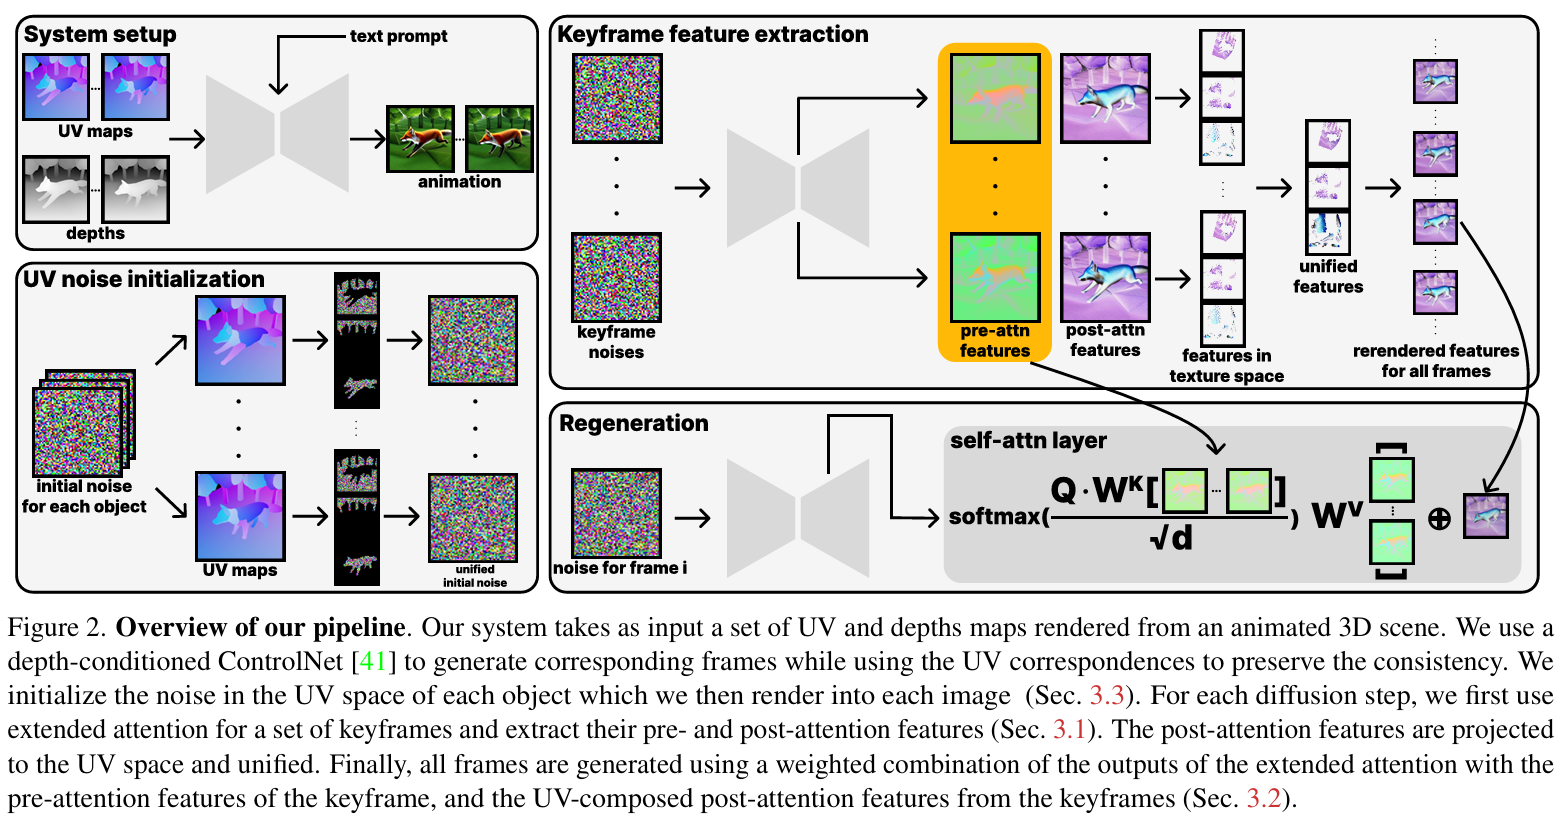 System setup
text prompt
UV maps
depths
animation
UV noise initialization
initial noise
for each object
UV maps
unified
initial noise
Keyframe feature extraction
keyframe
noises
pre-attn
features
post-attn
features
features in
texture space
unified
features
rerendered features
for all frames
Regeneration
noise for frame i
self-attn layer
softmax( Q · W^K [ ... ] / √d ) W^V [ ... ] ⊕
Figure 2. Overview of our pipeline. Our system takes as input a set of UV and depths maps rendered from an animated 3D scene. We use a
depth-conditioned ControlNet [41] to generate corresponding frames while using the UV correspondences to preserve the consistency. We
initialize the noise in the UV space of each object which we then render into each image (Sec. 3.3). For each diffusion step, we first use
extended attention for a set of keyframes and extract their pre- and post-attention features (Sec. 3.1). The post-attention features are projected
to the UV space and unified. Finally, all frames are generated using a weighted combination of the outputs of the extended attention with the
pre-attention features of the keyframe, and the UV-composed post-attention features from the keyframes (Sec. 3.2).